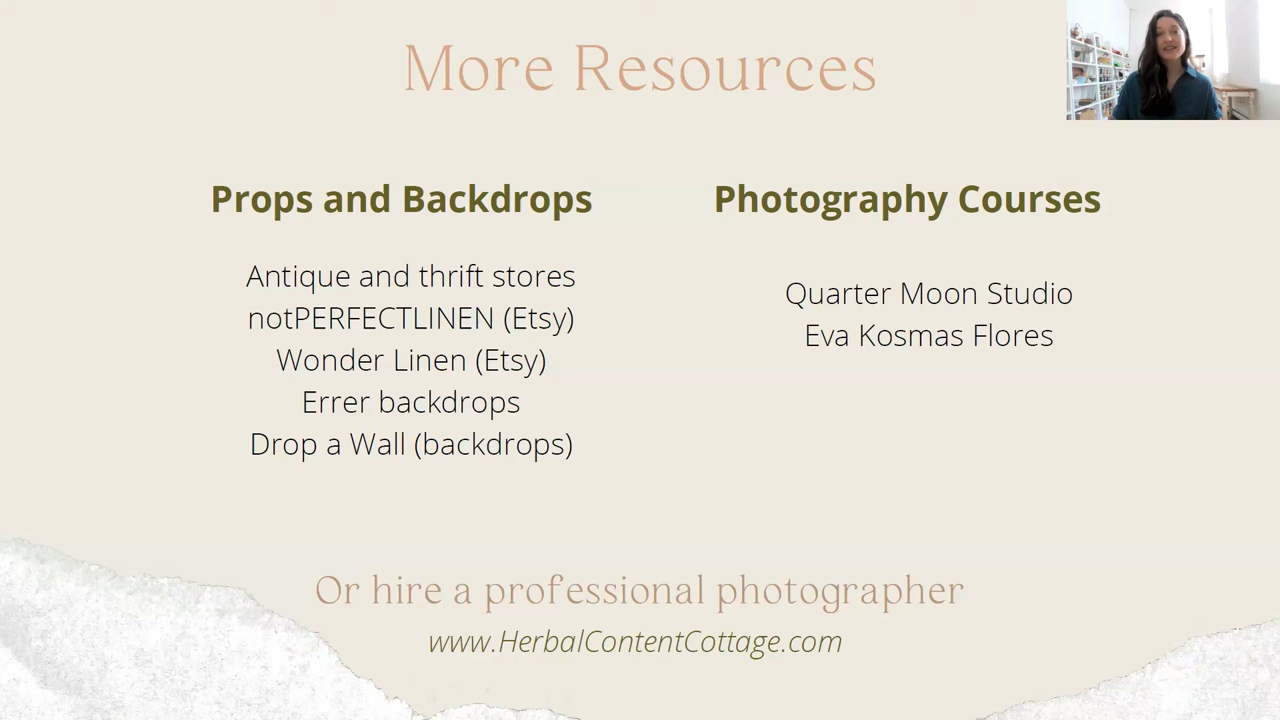 More Resources
Props and Backdrops
Antique and thrift stores
notPERFECTLINEN (Etsy)
Wonder Linen (Etsy)
Errer backdrops
Drop a Wall (backdrops)
Photography Courses
Quarter Moon Studio
Eva Kosmas Flores
Or hire a professional photographer
www.HerbalContentCottage.com